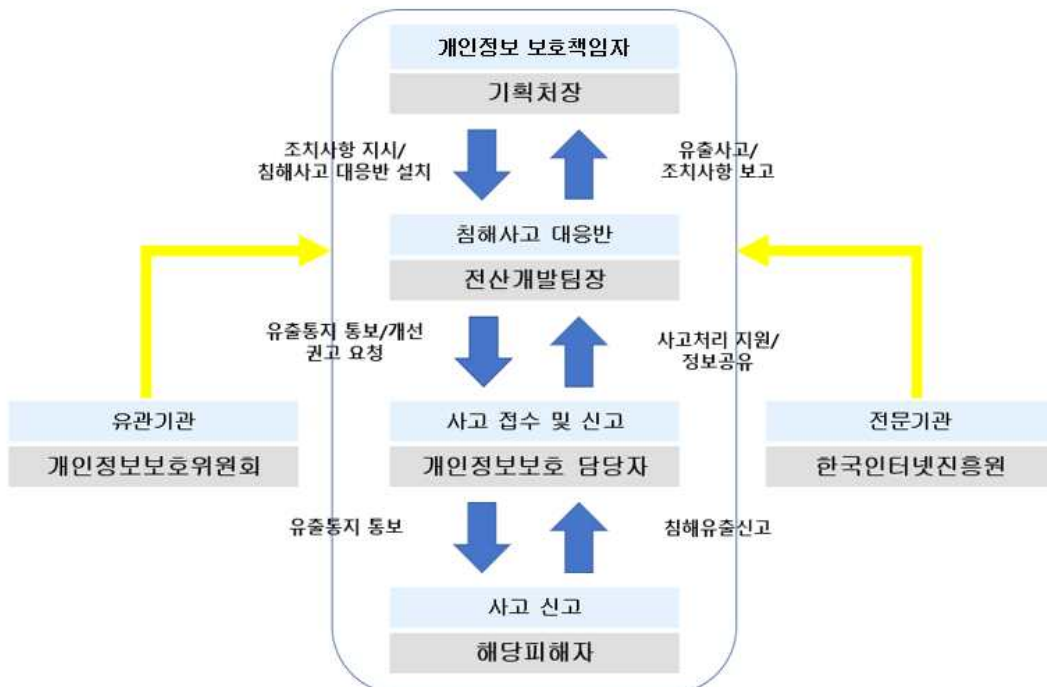 개인정보 보호책임자
기획처장
조치사항 지시/
침해사고 대응반 설치
유출사고/
조치사항 보고
침해사고 대응반
전산개발팀장
유출통지 통보/개선
권고 요청
사고처리 지원/
정보공유
유관기관
개인정보보호위원회
사고 접수 및 신고
개인정보보호 담당자
전문기관
한국인터넷진흥원
유출통지 통보
침해유출신고
사고 신고
해당피해자